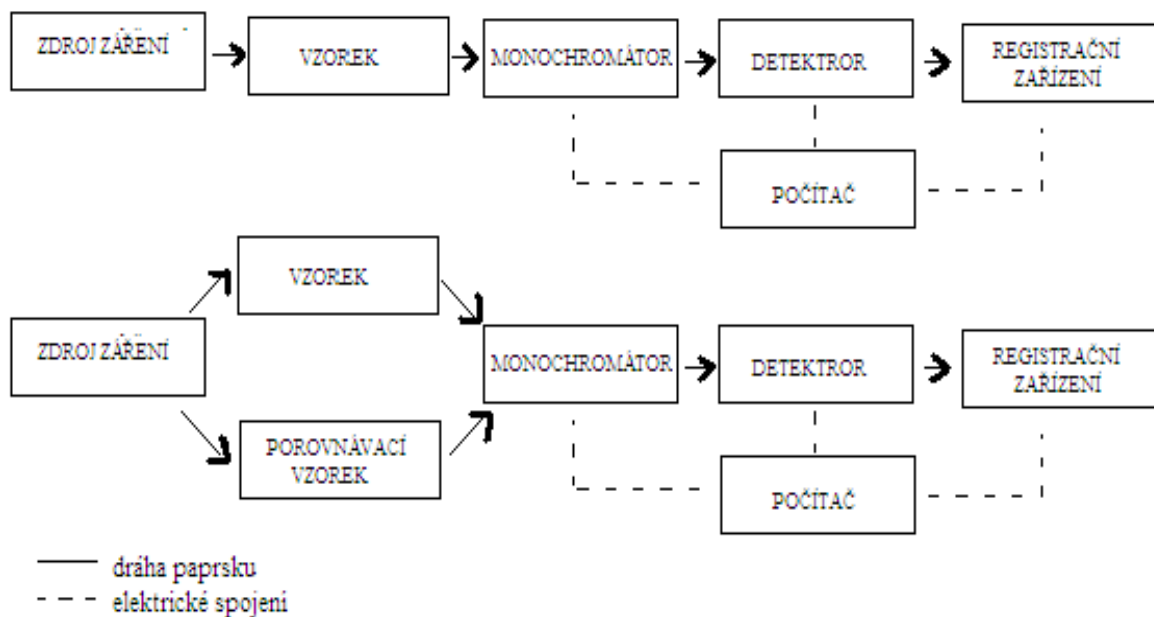 ZDROJ ZÁŘENÍ
VZOREK
MONOCHROMÁTOR
DETEKTROR
REGISTRAČNÍ
ZAŘÍZENÍ
POČÍTAČ
VZOREK
ZDROJ ZÁŘENÍ
MONOCHROMÁTOR
DETEKTROR
REGISTRAČNÍ
ZAŘÍZENÍ
POROVNÁVACÍ
VZOREK
POČÍTAČ
dráha paprsku
elektrické spojení